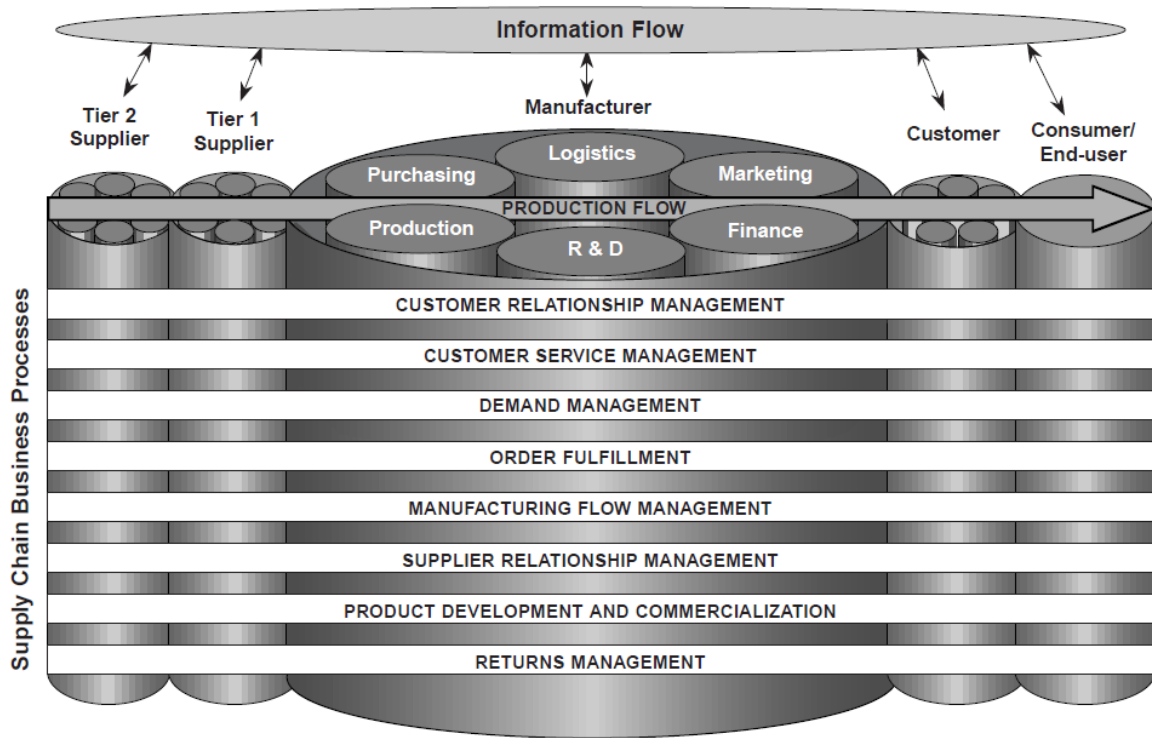 Information Flow
Tier 2
Supplier
Tier 1
Supplier
Manufacturer
Customer
Consumer/
End-user
Logistics
Purchasing
Marketing
PRODUCTION FLOW
Production
R & D
Finance
Supply Chain Business Processes
CUSTOMER RELATIONSHIP MANAGEMENT
CUSTOMER SERVICE MANAGEMENT
DEMAND MANAGEMENT
ORDER FULFILLMENT
MANUFACTURING FLOW MANAGEMENT
SUPPLIER RELATIONSHIP MANAGEMENT
PRODUCT DEVELOPMENT AND COMMERCIALIZATION
RETURNS MANAGEMENT